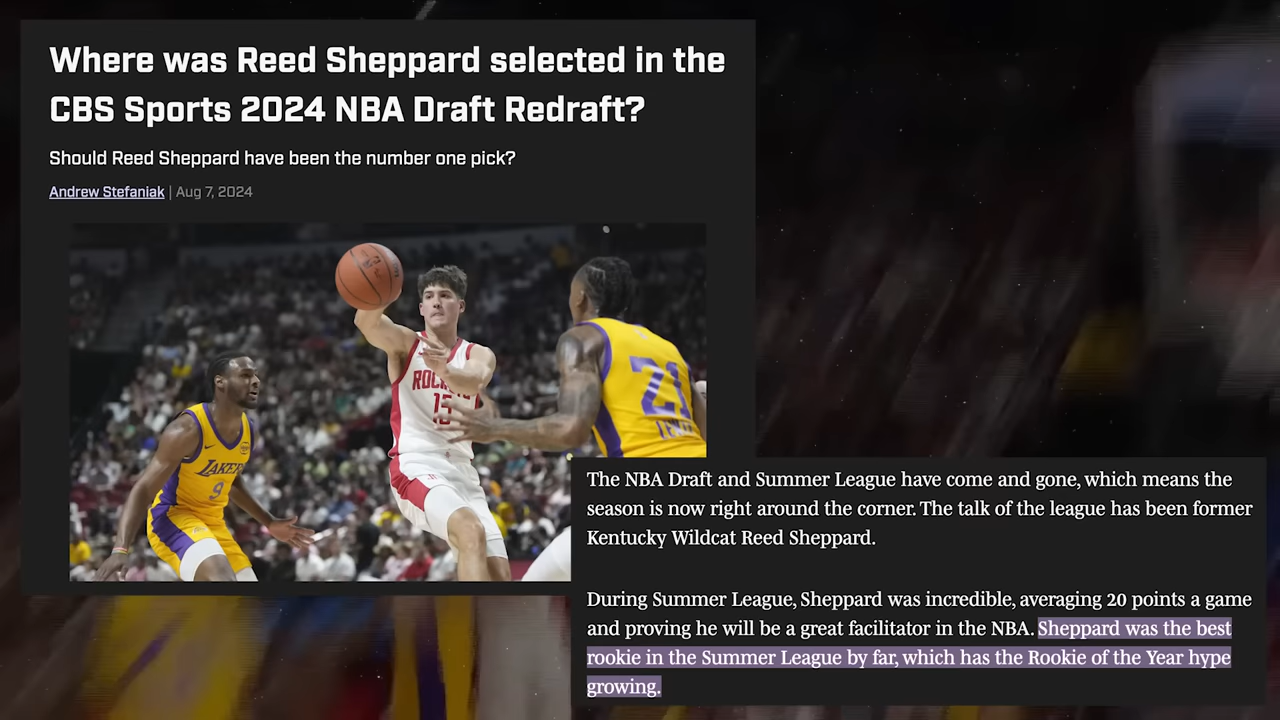 Where was Reed Sheppard selected in the
CBS Sports 2024 NBA Draft Redraft?
Should Reed Sheppard have been the number one pick?
Andrew Stefaniak | Aug 7, 2024
LAKERS
9
15
21
The NBA Draft and Summer League have come and gone, which means the
season is now right around the corner. The talk of the league has been former
Kentucky Wildcat Reed Sheppard.
During Summer League, Sheppard was incredible, averaging 20 points a game
and proving he will be a great facilitator in the NBA. Sheppard was the best
rookie in the Summer League by far, which has the Rookie of the Year hype
growing.